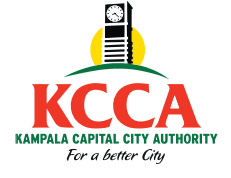 KCCA
KAMPALA CAPITAL CITY AUTHORITY
For a better City